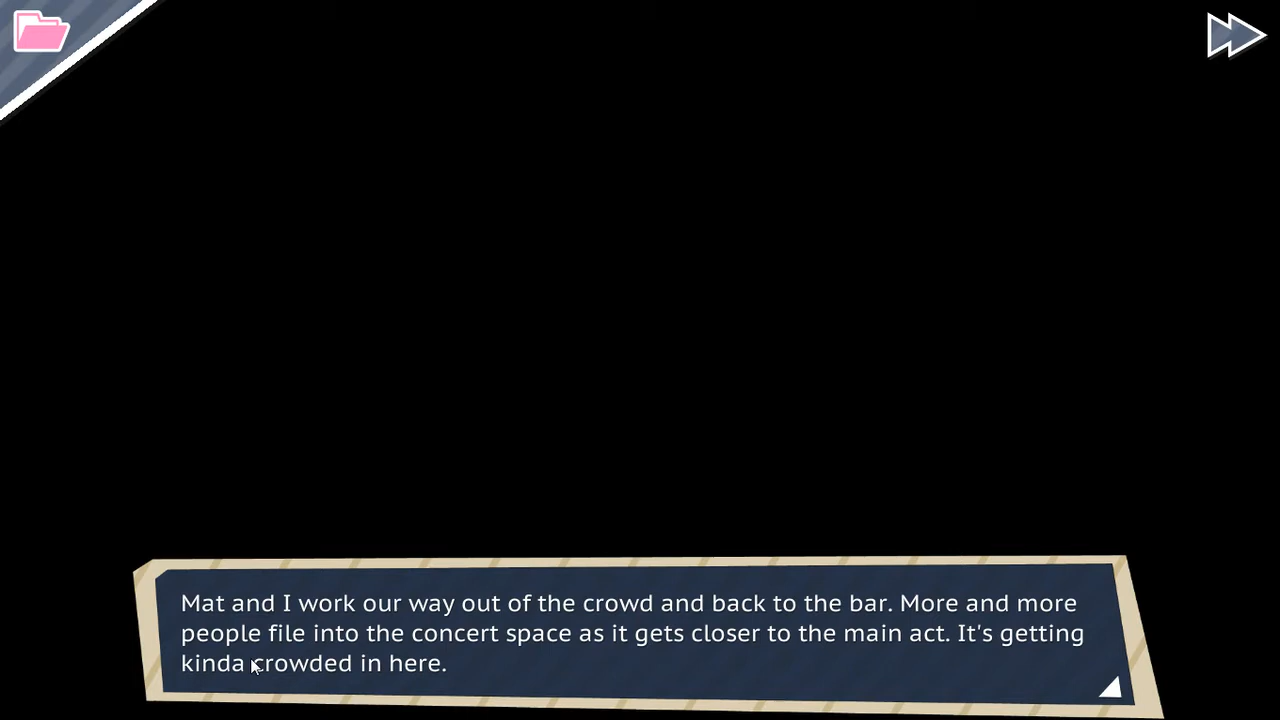 Mat and I work our way out of the crowd and back to the bar. More and more
people file into the concert space as it gets closer to the main act. It's getting
kinda crowded in here.